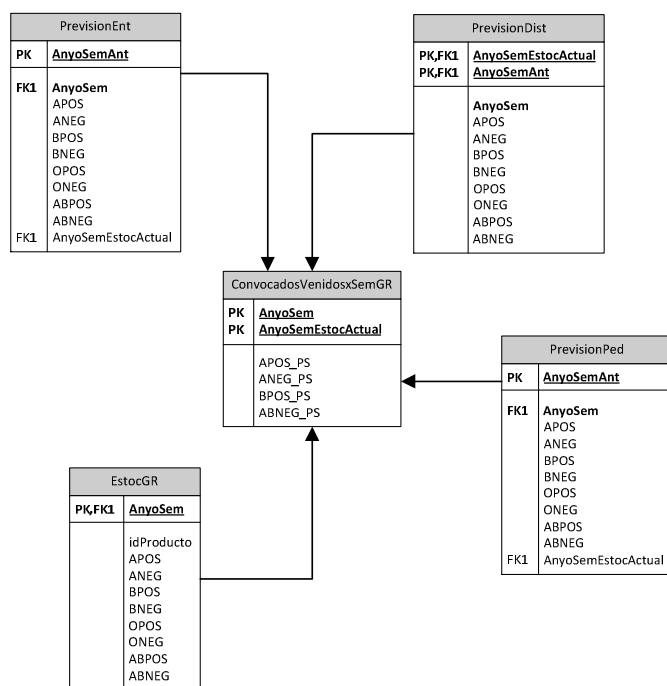 PrevisionEnt
PK AnyoSemAnt
FK1 AnyoSem
APOS
ANEG
BPOS
BNEG
OPOS
ONEG
ABPOS
ABNEG
FK1 AnyoSemEstocActual
PrevisionDist
PK,FK1 AnyoSemEstocActual
PK,FK1 AnyoSemAnt
AnyoSem
APOS
ANEG
BPOS
BNEG
OPOS
ONEG
ABPOS
ABNEG
ConvocadosVenidosxSemGR
PK AnyoSem
PK AnyoSemEstocActual
APOS_PS
ANEG_PS
BPOS_PS
ABNEG_PS
PrevisionPed
PK AnyoSemAnt
FK1 AnyoSem
APOS
ANEG
BPOS
BNEG
OPOS
ONEG
ABPOS
ABNEG
FK1 AnyoSemEstocActual
EstocGR
PK,FK1 AnyoSem
idProducto
APOS
ANEG
BPOS
BNEG
OPOS
ONEG
ABPOS
ABNEG